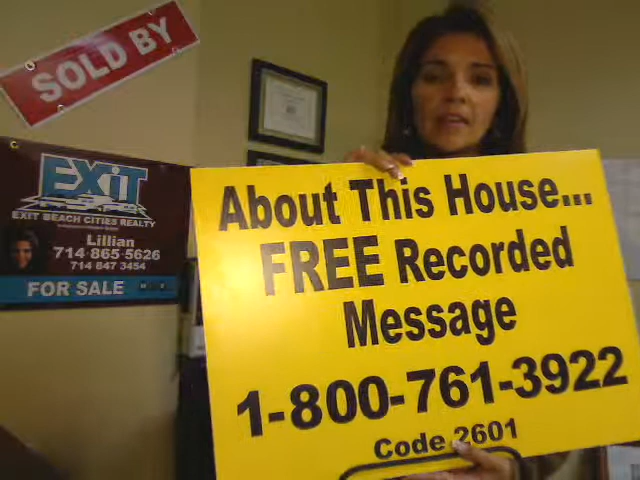 SOLD BY
EXIT
EXIT BEACH CITIES REALTY
Lillian
714-865-5626
714 847 3454
FOR SALE
About This House...
FREE Recorded
Message
1-800-761-3922
Code 2601